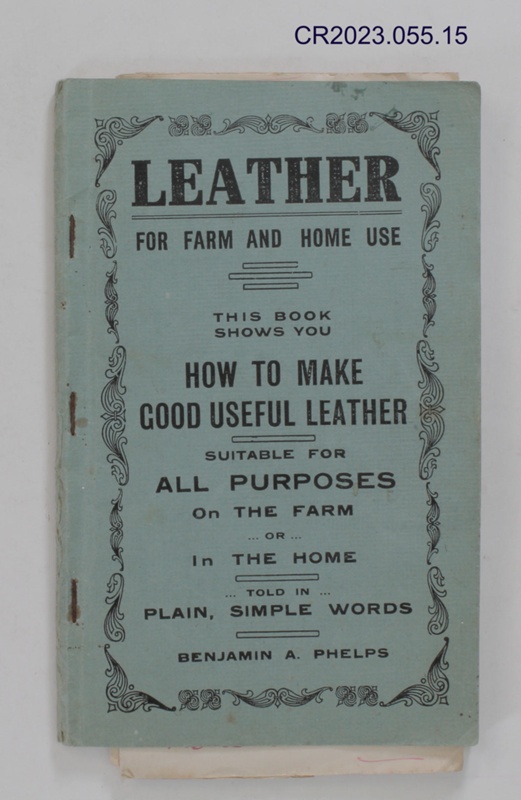 CR2023.055.15
LEATHER
FOR FARM AND HOME USE
THIS BOOK
SHOWS YOU
HOW TO MAKE
GOOD USEFUL LEATHER
SUITABLE FOR
ALL PURPOSES
On THE FARM
... OR ...
In THE HOME
... TOLD IN ...
PLAIN, SIMPLE WORDS
BENJAMIN A. PHELPS